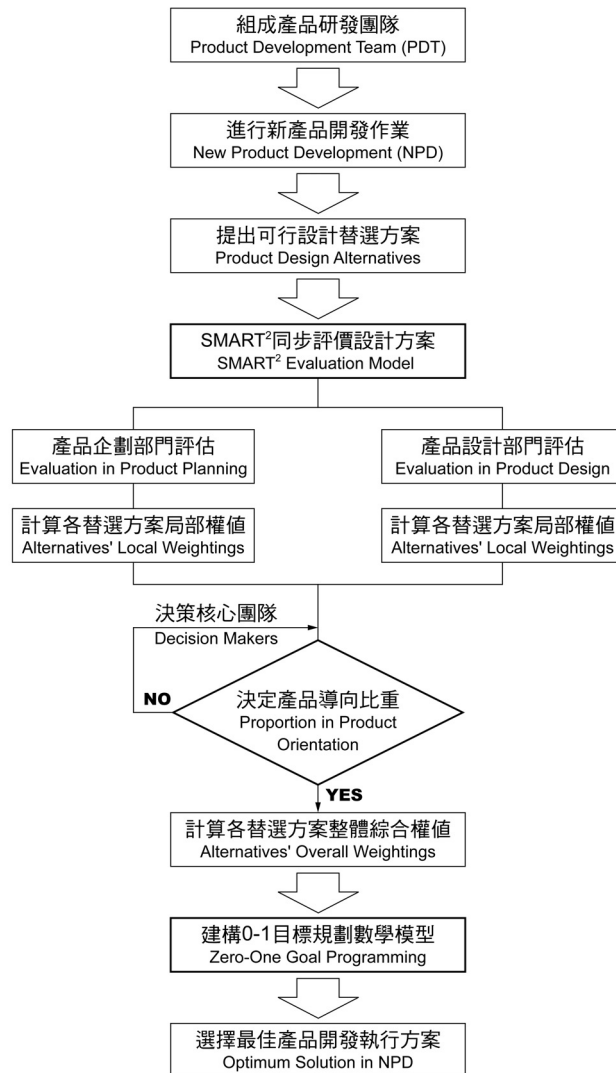 組成產品研發團隊
Product Development Team (PDT)
進行新產品開發作業
New Product Development (NPD)
提出可行設計替選方案
Product Design Alternatives
SMART²同步評價設計方案
SMART² Evaluation Model
產品企劃部門評估
Evaluation in Product Planning
產品設計部門評估
Evaluation in Product Design
計算各替選方案局部權值
Alternatives' Local Weightings
計算各替選方案局部權值
Alternatives' Local Weightings
決策核心團隊
Decision Makers
NO
決定產品導向比重
Proportion in Product
Orientation
YES
計算各替選方案整體綜合權值
Alternatives' Overall Weightings
建構0-1目標規劃數學模型
Zero-One Goal Programming
選擇最佳產品開發執行方案
Optimum Solution in NPD